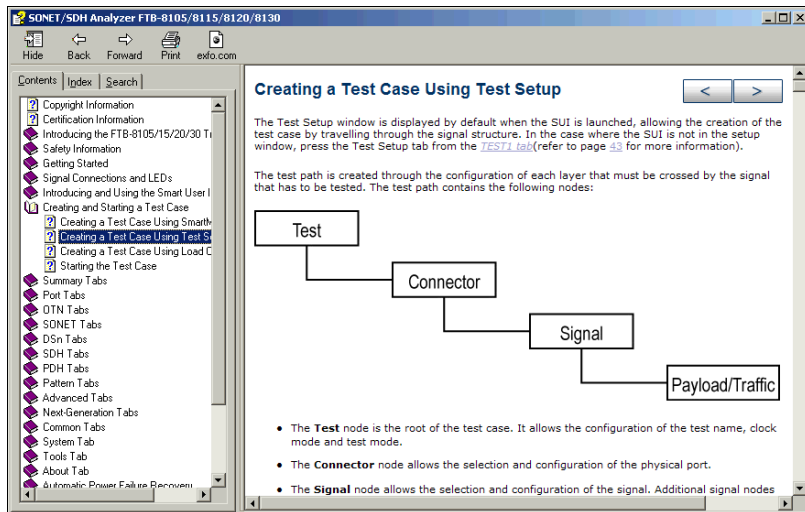 SONET/SDH Analyzer FTB-8105/8115/8120/8130
Hide Back Forward Print exfo.com
Contents Index Search
Copyright Information
Certification Information
Introducing the FTB-8105/15/20/30 Tr
Safety Information
Getting Started
Signal Connections and LEDs
Introducing and Using the Smart User I
Creating and Starting a Test Case
Creating a Test Case Using SmartM
Creating a Test Case Using Test S
Creating a Test Case Using Load C
Starting the Test Case
Summary Tabs
Port Tabs
OTN Tabs
SONET Tabs
DSn Tabs
SDH Tabs
PDH Tabs
Pattern Tabs
Advanced Tabs
Next-Generation Tabs
Common Tabs
System Tab
Tools Tab
About Tab
Automatic Power Failure Recovery
Creating a Test Case Using Test Setup
< >
The Test Setup window is displayed by default when the SUI is launched, allowing the creation of the
test case by travelling through the signal structure. In the case where the SUI is not in the setup
window, press the Test Setup tab from the TEST1 tab(refer to page 43 for more information).
The test path is created through the configuration of each layer that must be crossed by the signal
that has to be tested. The test path contains the following nodes:
Test
Connector
Signal
Payload/Traffic
• The Test node is the root of the test case. It allows the configuration of the test name, clock
mode and test mode.
• The Connector node allows the selection and configuration of the physical port.
• The Signal node allows the selection and configuration of the signal. Additional signal nodes